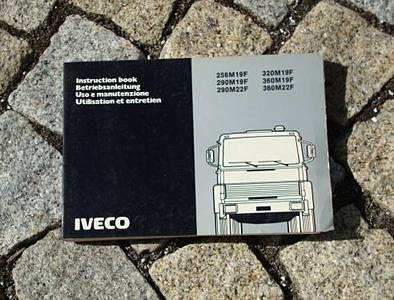 Instruction book
Betriebsanleitung
Uso e manutenzione
Utilisation et entretien
256M19F 320M19F
290M19F 360M19F
290M22F 360M22F
IVECO